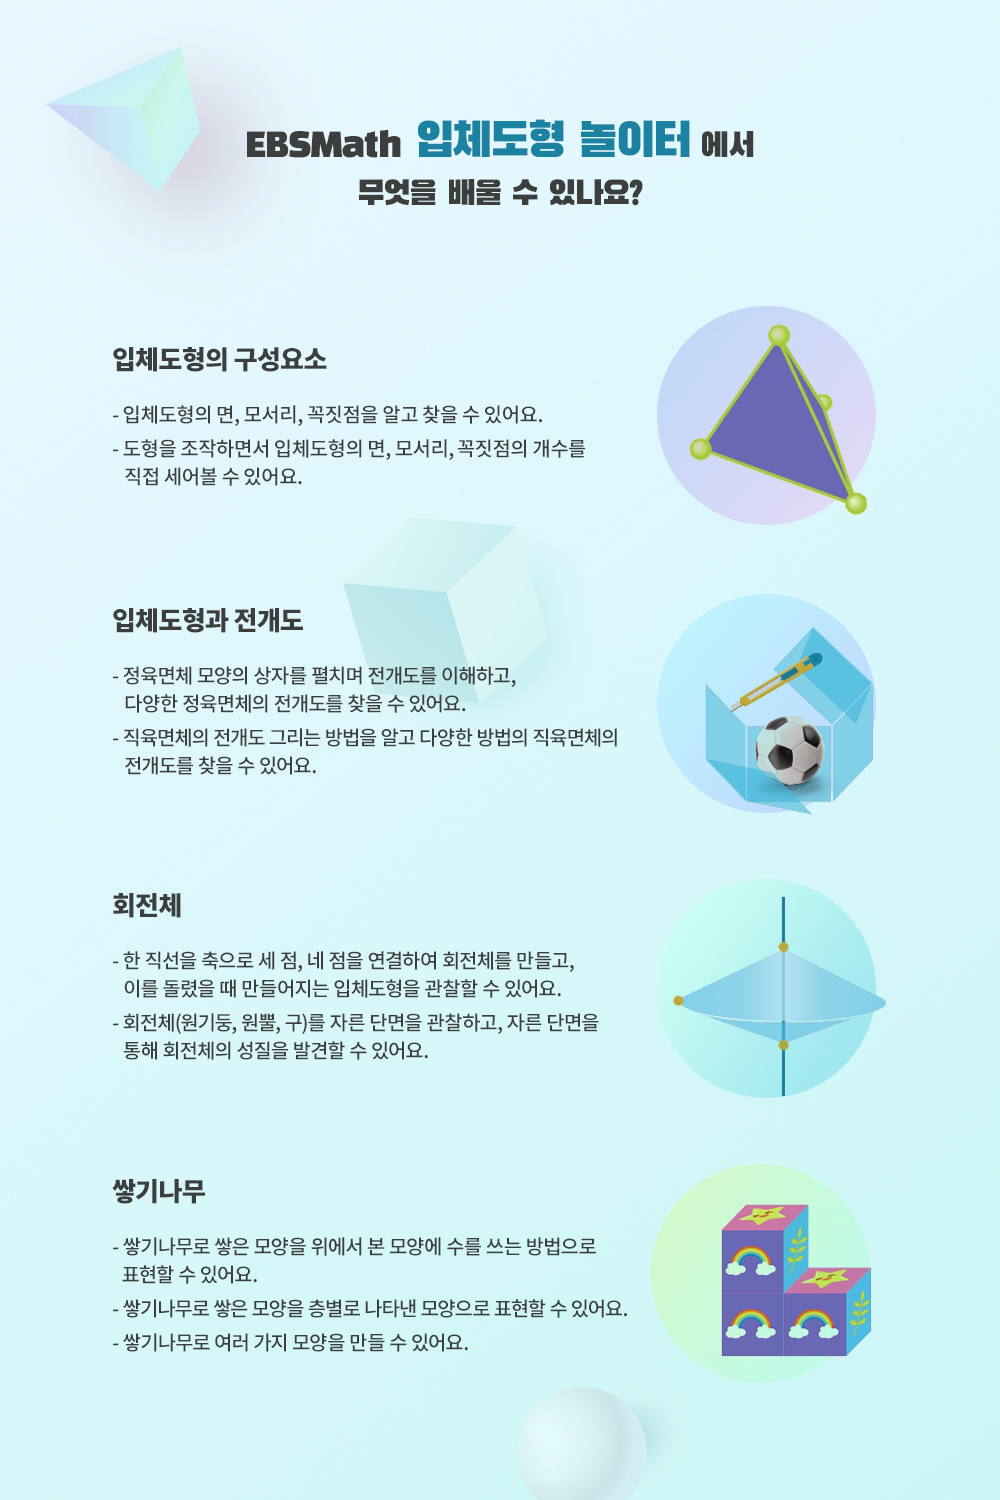 EBSMath 입체도형 놀이터 에서
무엇을 배울 수 있나요?
입체도형의 구성요소
- 입체도형의 면, 모서리, 꼭짓점을 알고 찾을 수 있어요.
- 도형을 조작하면서 입체도형의 면, 모서리, 꼭짓점의 개수를
직접 세어볼 수 있어요.
입체도형과 전개도
- 정육면체 모양의 상자를 펼치며 전개도를 이해하고,
다양한 정육면체의 전개도를 찾을 수 있어요.
- 직육면체의 전개도 그리는 방법을 알고 다양한 방법의 직육면체의
전개도를 찾을 수 있어요.
회전체
- 한 직선을 축으로 세 점, 네 점을 연결하여 회전체를 만들고,
이를 돌렸을 때 만들어지는 입체도형을 관찰할 수 있어요.
- 회전체(원기둥, 원뿔, 구)를 자른 단면을 관찰하고, 자른 단면을
통해 회전체의 성질을 발견할 수 있어요.
쌓기나무
- 쌓기나무로 쌓은 모양을 위에서 본 모양에 수를 쓰는 방법으로
표현할 수 있어요.
- 쌓기나무로 쌓은 모양을 층별로 나타낸 모양으로 표현할 수 있어요.
- 쌓기나무로 여러 가지 모양을 만들 수 있어요.